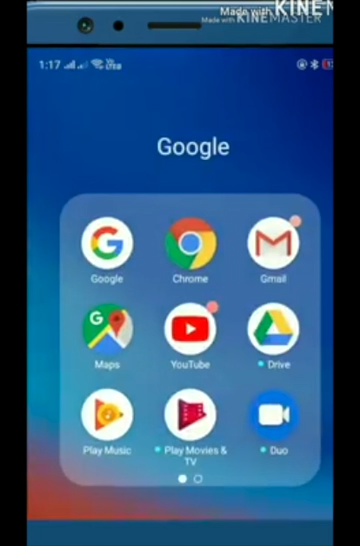 Made with KINEM
Made with KINEMASTER
1:17
Google
Google
Chrome
Gmail
Maps
YouTube
Drive
Play Music
Play Movies &
TV
Duo